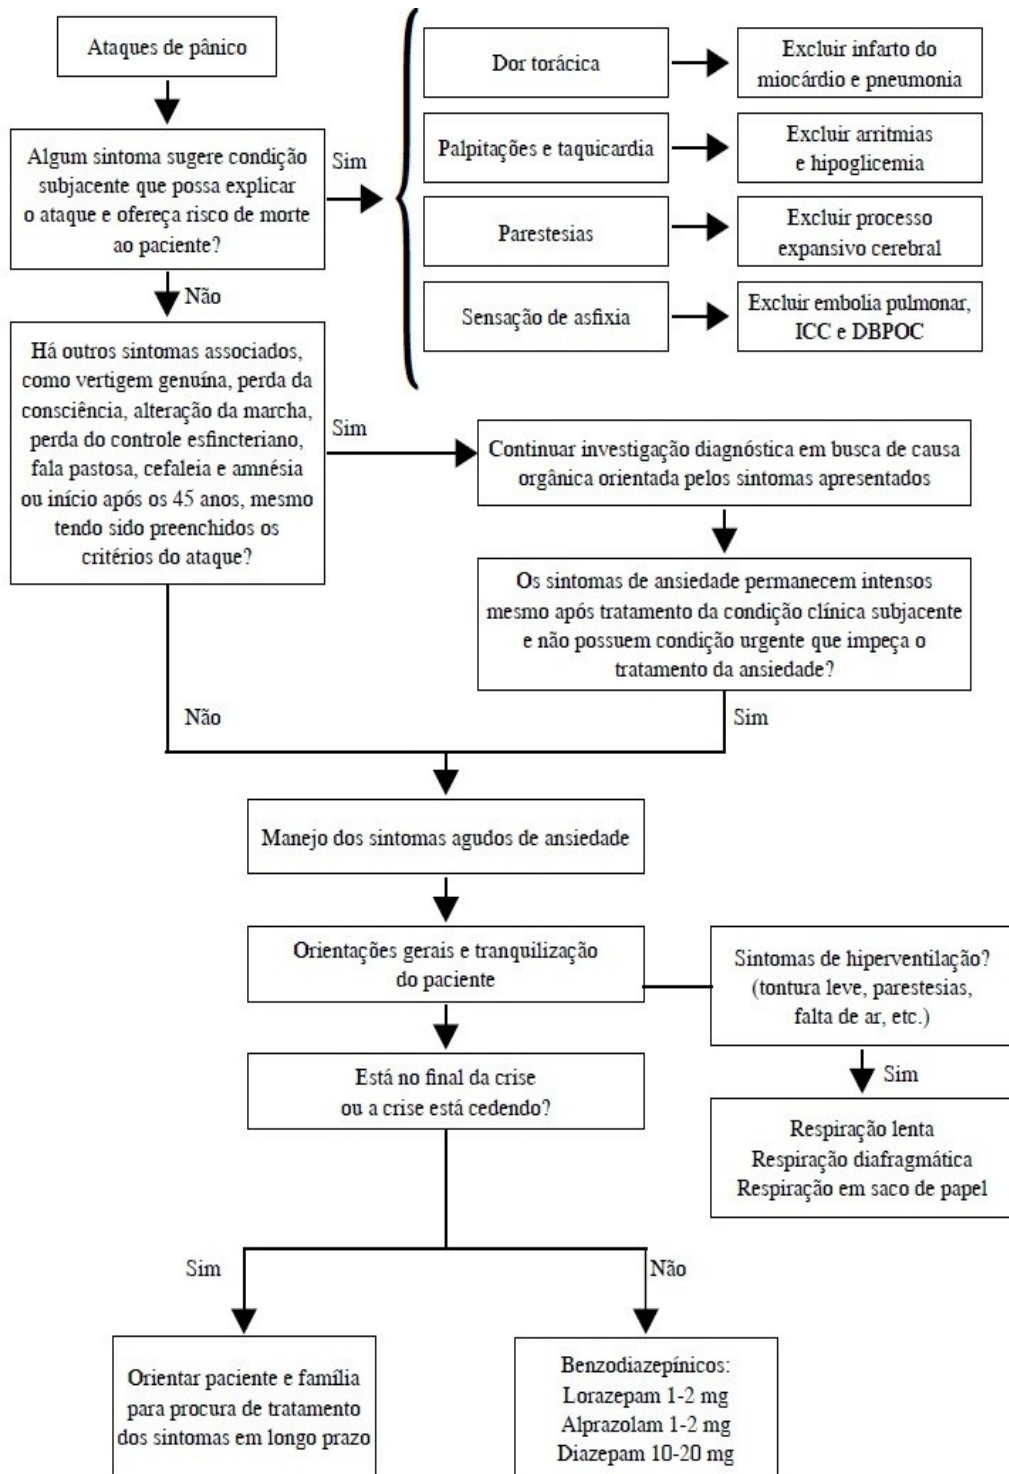 Ataques de pânico
Algum sintoma sugere condição
subjacente que possa explicar
o ataque e ofereça risco de morte
ao paciente?
Sim
Dor torácica
Excluir infarto do
miocárdio e pneumonia
Palpitações e taquicardia
Excluir arritmias
e hipoglicemia
Parestesias
Excluir processo
expansivo cerebral
Sensação de asfixia
Excluir embolia pulmonar,
ICC e DBPOC
Não
Há outros sintomas associados,
como vertigem genuína, perda da
consciência, alteração da marcha,
perda do controle esfincteriano,
fala pastosa, cefaleia e amnésia
ou início após os 45 anos, mesmo
tendo sido preenchidos os
critérios do ataque?
Sim
Continuar investigação diagnóstica em busca de causa
orgânica orientada pelos sintomas apresentados
Os sintomas de ansiedade permanecem intensos
mesmo após tratamento da condição clínica subjacente
e não possuem condição urgente que impeça o
tratamento da ansiedade?
Não
Sim
Manejo dos sintomas agudos de ansiedade
Orientações gerais e tranquilização
do paciente
Sintomas de hiperventilação?
(tontura leve, parestesias,
falta de ar, etc.)
Sim
Respiração lenta
Respiração diafragmática
Respiração em saco de papel
Está no final da crise
ou a crise está cedendo?
Sim
Não
Orientar paciente e família
para procura de tratamento
dos sintomas em longo prazo
Benzodiazepínicos:
Lorazepam 1-2 mg
Alprazolam 1-2 mg
Diazepam 10-20 mg